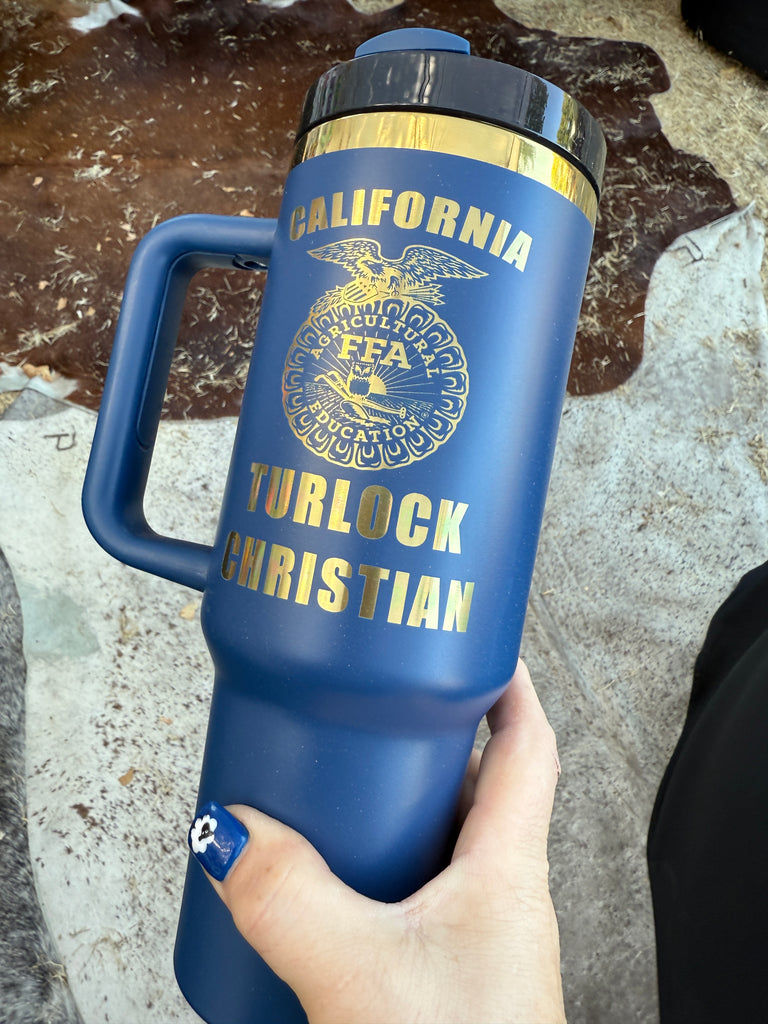 CALIFORNIA
AGRICULTURAL
FFA
EDUCATION
TURLOCK
CHRISTIAN